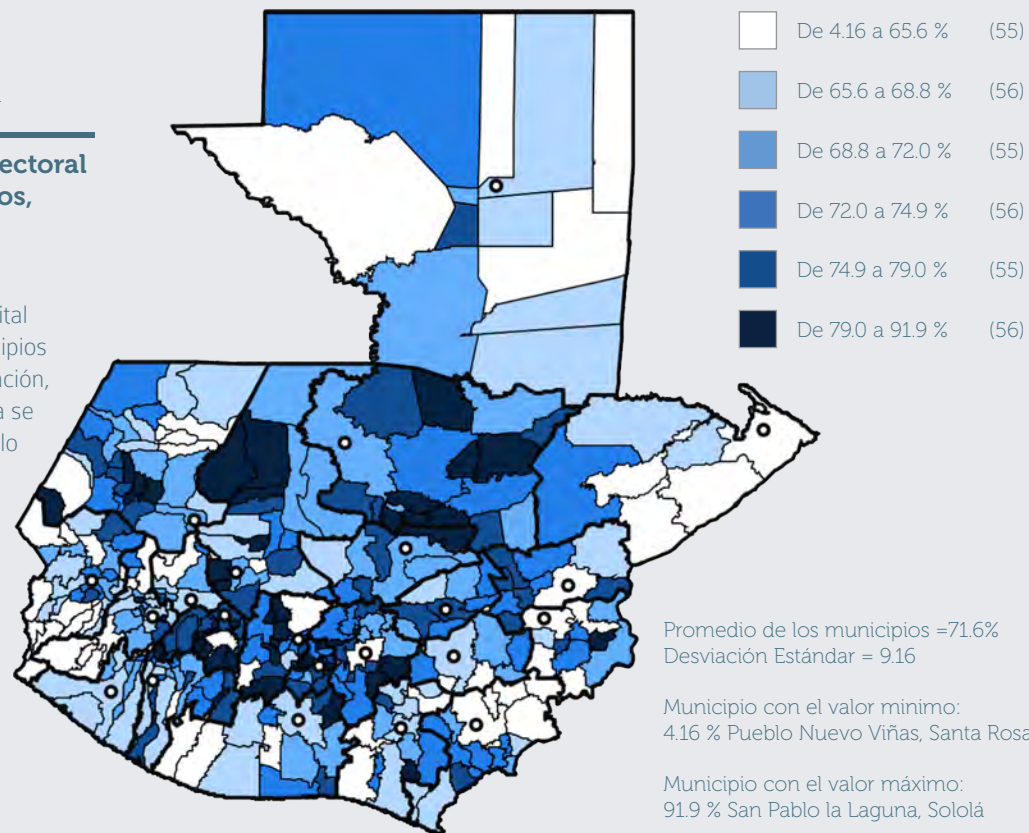 ectoral
os,
ital
ipios
ación,
a se
lo
De 4.16 a 65.6 % (55)
De 65.6 a 68.8 % (56)
De 68.8 a 72.0 % (55)
De 72.0 a 74.9 % (56)
De 74.9 a 79.0 % (55)
De 79.0 a 91.9 % (56)
Promedio de los municipios =71.6%
Desviación Estándar = 9.16
Municipio con el valor minimo:
4.16 % Pueblo Nuevo Viñas, Santa Rosa
Municipio con el valor máximo:
91.9 % San Pablo la Laguna, Sololá